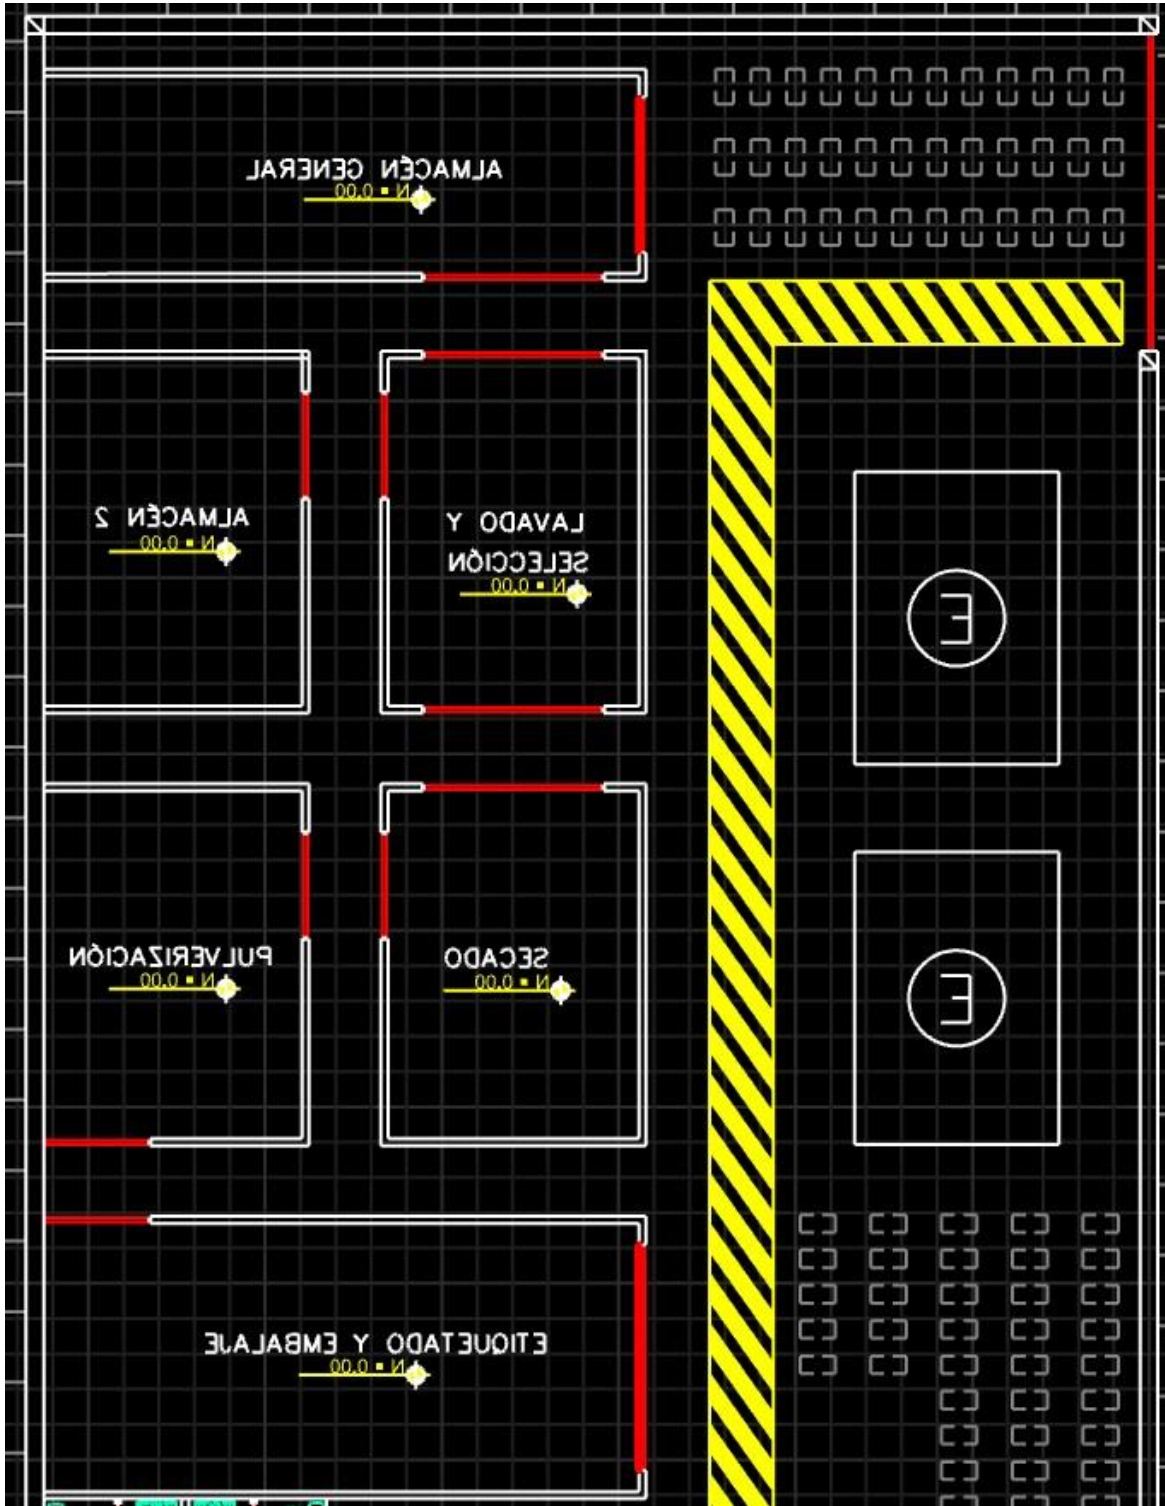 ALMACÉN GENERAL
N ▪ 0.00
ALMACÉN 2
N ▪ 0.00
LAVADO Y
SELECCIÓN
N ▪ 0.00
E
PULVERIZACIÓN
N ▪ 0.00
SECADO
N ▪ 0.00
E
ETIQUETADO Y EMBALAJE
N ▪ 0.00